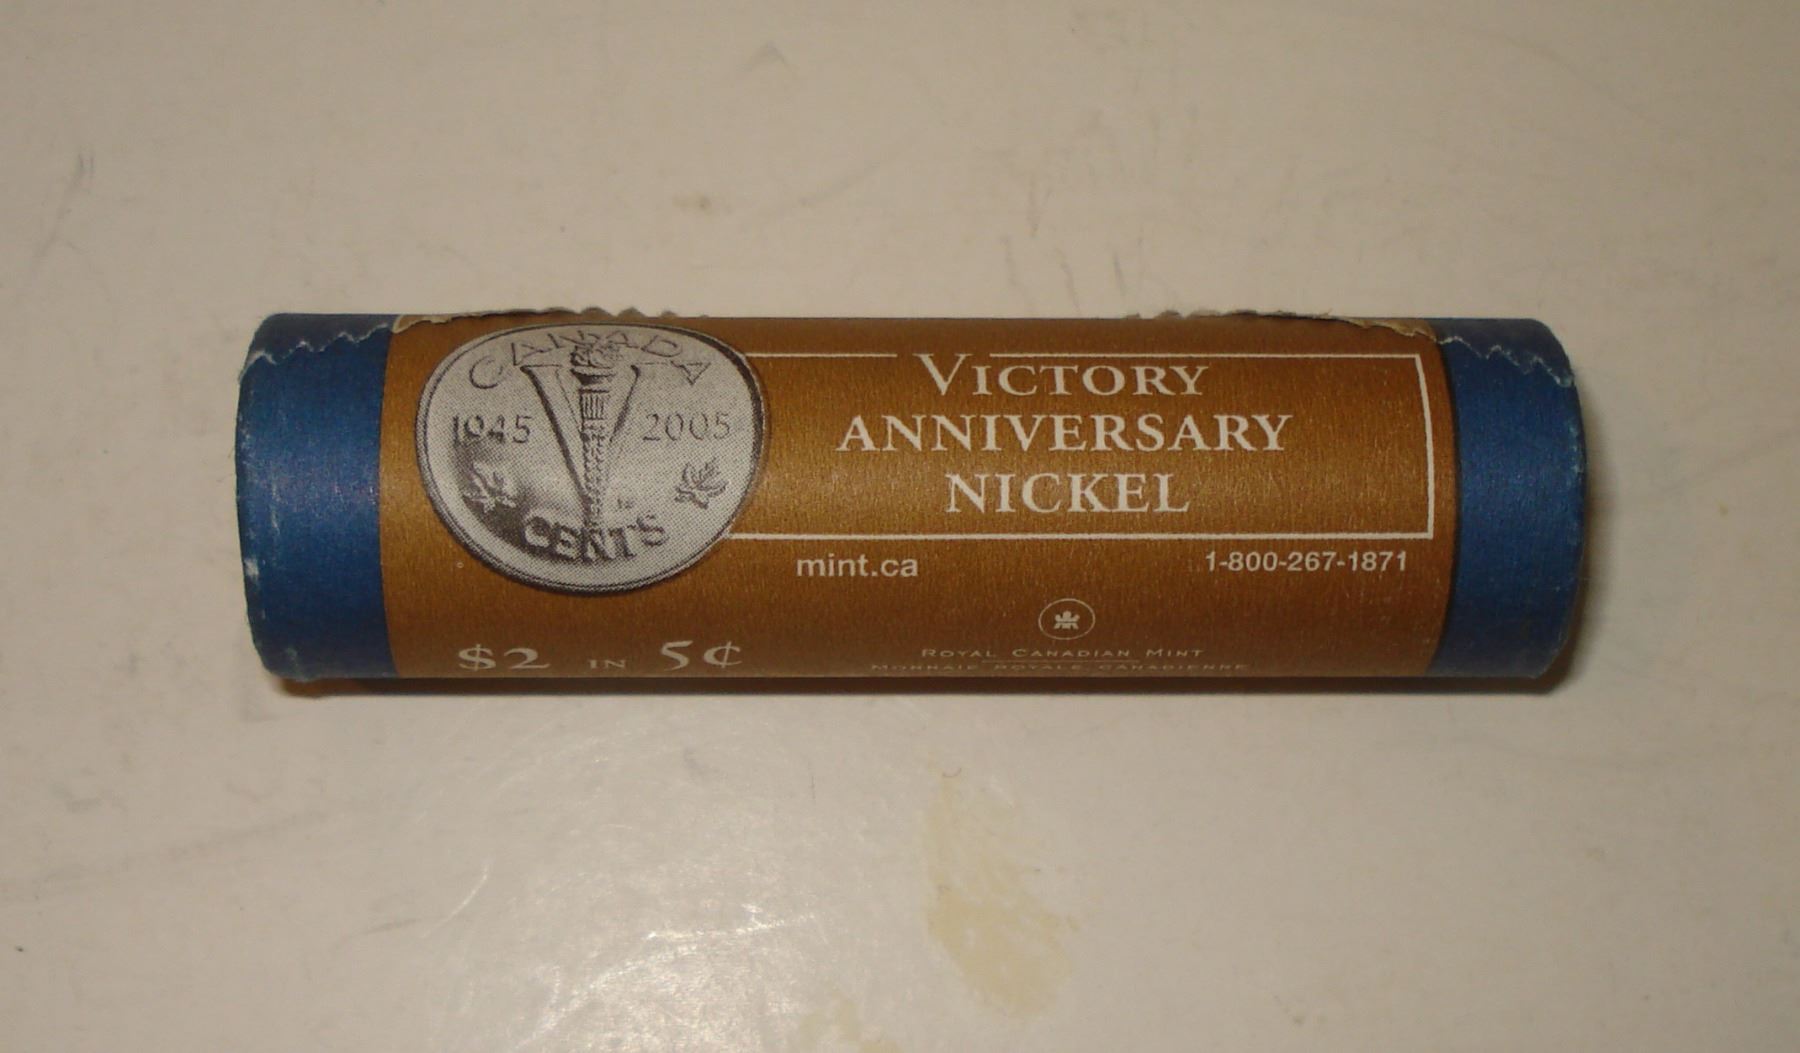 CANADA
1945 2005
CENTS
VICTORY
ANNIVERSARY
NICKEL
mint.ca 1-800-267-1871
$2 IN 5¢
ROYAL CANADIAN MINT
MONNAIE ROYALE CANADIENNE